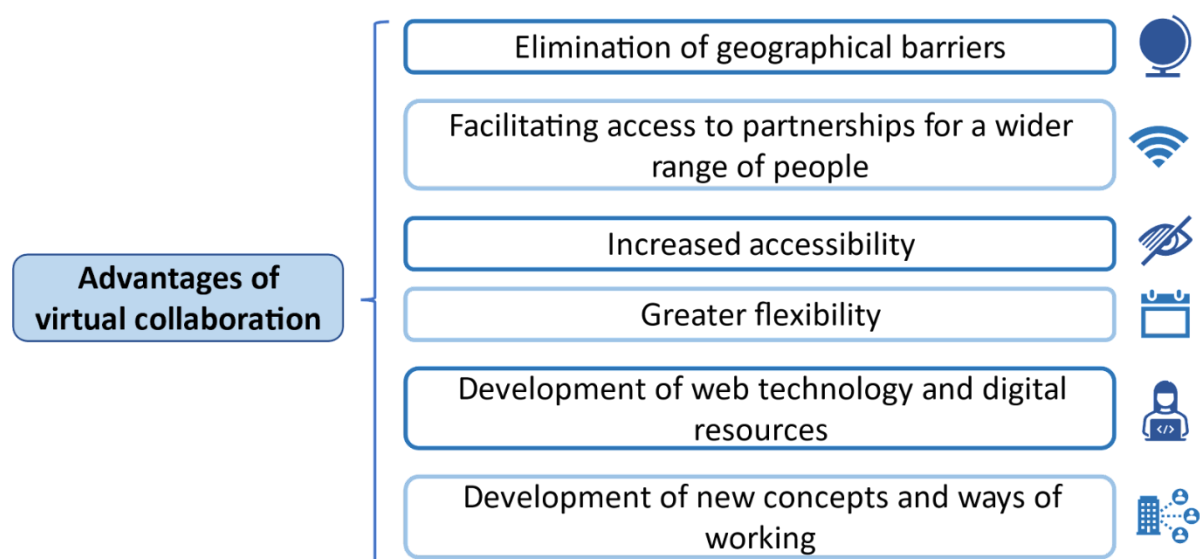 Elimination of geographical barriers
Facilitating access to partnerships for a wider
range of people
Increased accessibility
Advantages of
virtual collaboration
Greater flexibility
Development of web technology and digital
resources
</>
Development of new concepts and ways of
working